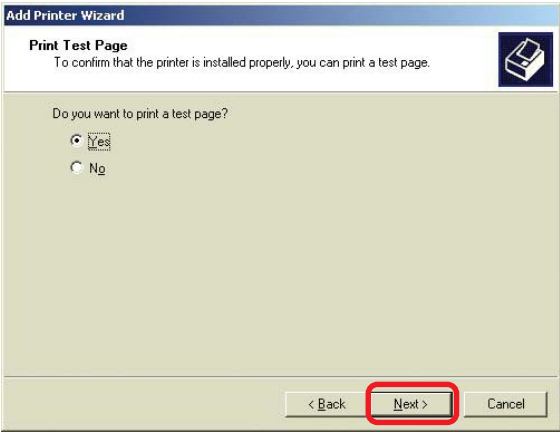 Add Printer Wizard
Print Test Page
To confirm that the printer is installed properly, you can print a test page.
Do you want to print a test page?
Yes
No
< Back Next > Cancel